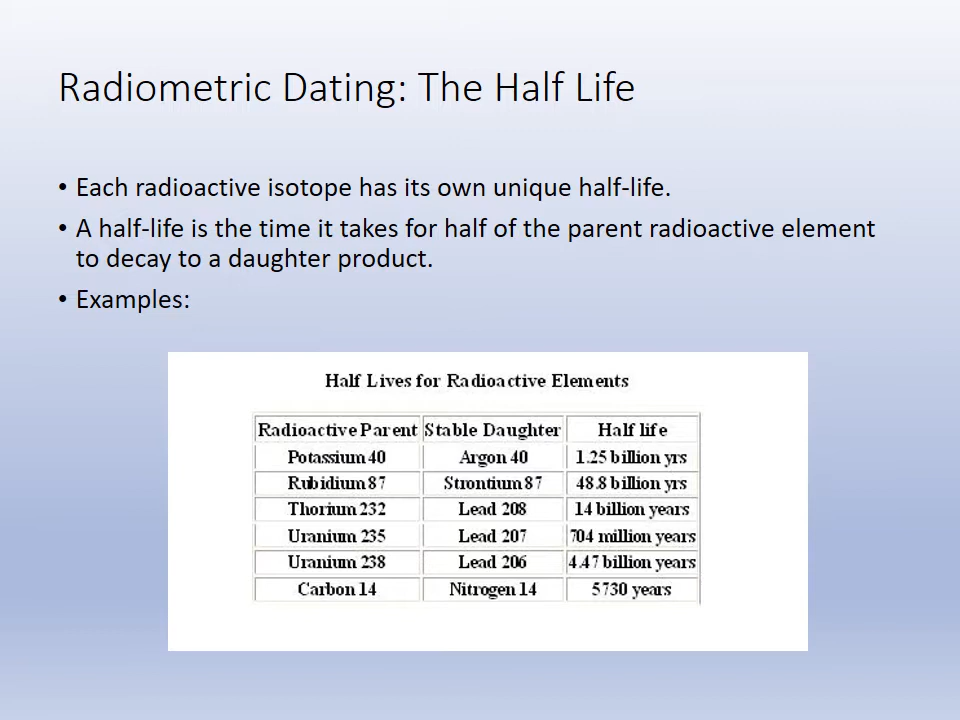 Radiometric Dating: The Half Life
• Each radioactive isotope has its own unique half-life.
• A half-life is the time it takes for half of the parent radioactive element
to decay to a daughter product.
• Examples:
Half Lives for Radioactive Elements
Radioactive Parent Stable Daughter Half life
Potassium 40 Argon 40 1.25 billion yrs
Rubidium 87 Strontium 87 48.8 billion yrs
Thorium 232 Lead 208 14 billion years
Uranium 235 Lead 207 704 million years
Uranium 238 Lead 206 4.47 billion years
Carbon 14 Nitrogen 14 5730 years